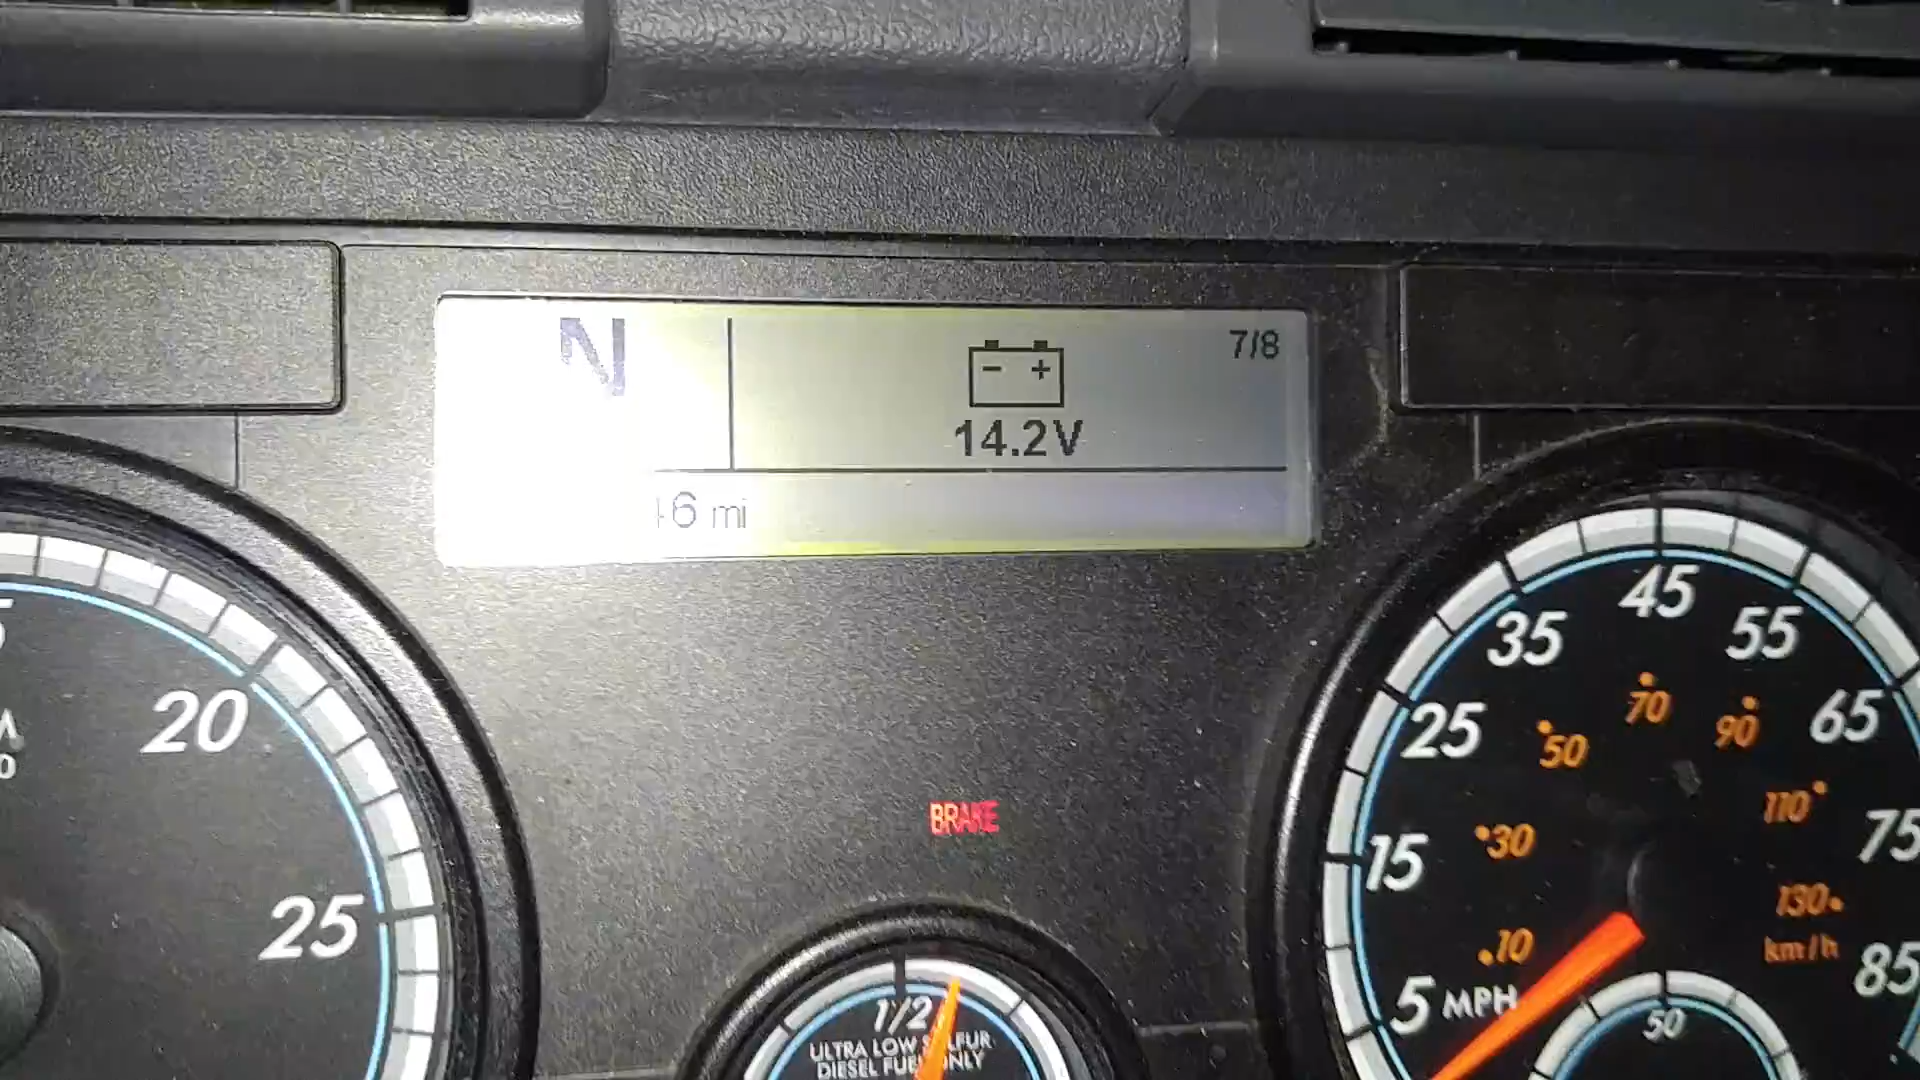 N
7/8
- +
14.2V
6 mi
20
25
BRAKE
1/2
ULTRA LOW SULFUR
DIESEL FUEL ONLY
5 MPH
15
25
35
45
55
65
75
85
10
30
50
70
90
110
130
km/h
50